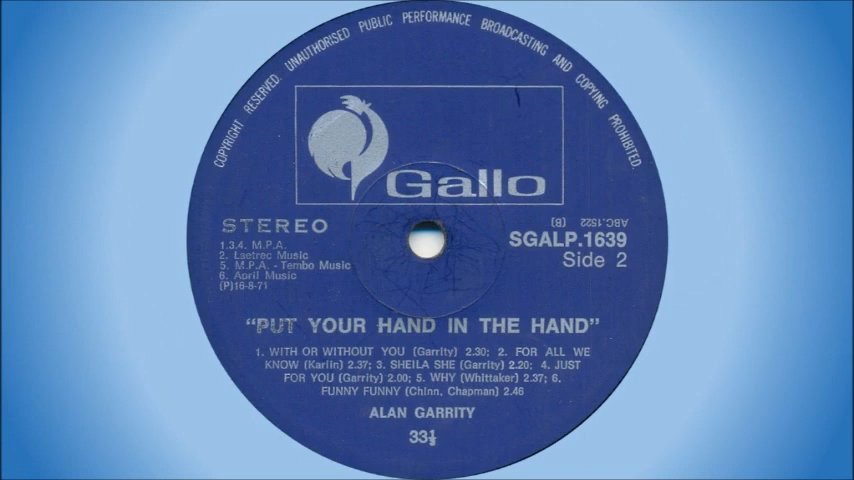 COPYRIGHT RESERVED. UNAUTHORISED PUBLIC PERFORMANCE BROADCASTING AND COPYING PROHIBITED.
Gallo
STEREO
ABC.1522 (B)
SGALP.1639
Side 2
1.3.4. M.P.A.
2. Laetrec Music
5. M.P.A. - Tembo Music
6. April Music
(P)16-8-71
"PUT YOUR HAND IN THE HAND"
1. WITH OR WITHOUT YOU (Garrity) 2.30; 2. FOR ALL WE
KNOW (Karlin) 2.37; 3. SHEILA SHE (Garrity) 2.20; 4. JUST
FOR YOU (Garrity) 2.00; 5. WHY (Whittaker) 2.37; 6.
FUNNY FUNNY (Chinn, Chapman) 2.46
ALAN GARRITY
33⅓